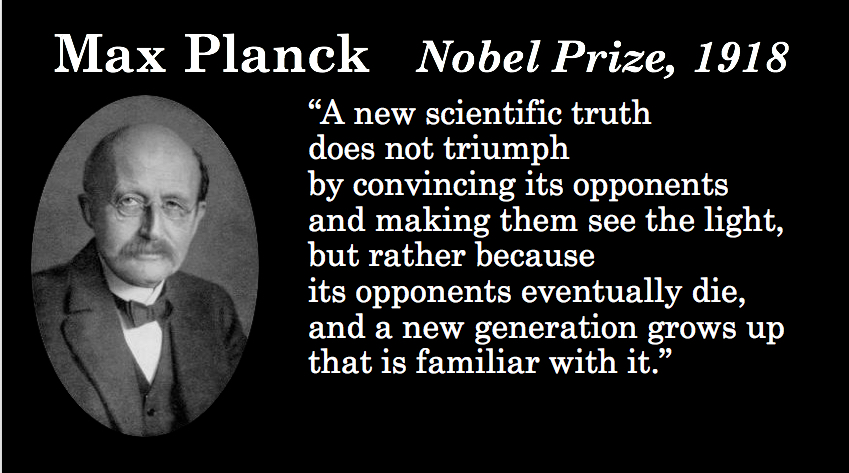 Max Planck Nobel Prize, 1918
“A new scientific truth
does not triumph
by convincing its opponents
and making them see the light,
but rather because
its opponents eventually die,
and a new generation grows up
that is familiar with it.”